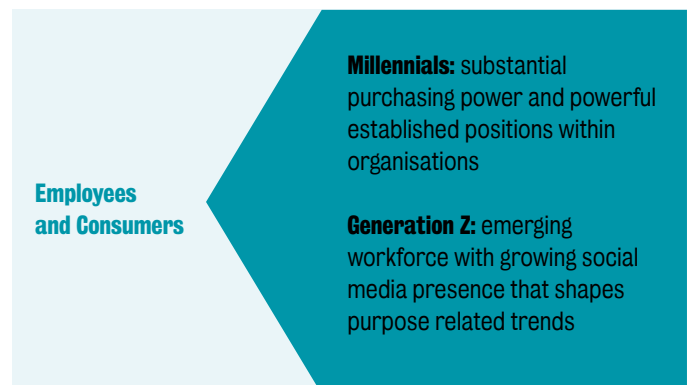 Employees
and Consumers
Millennials: substantial
purchasing power and powerful
established positions within
organisations
Generation Z: emerging
workforce with growing social
media presence that shapes
purpose related trends